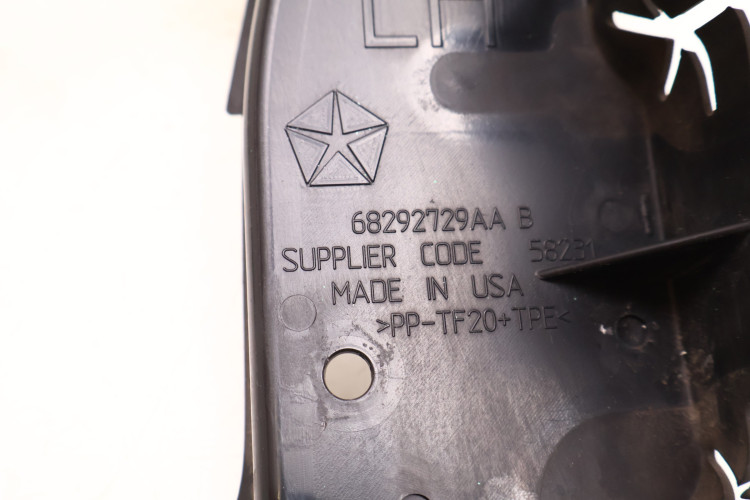 LH
68292729AA B
SUPPLIER CODE 58231
MADE IN USA
>PP-TF20+TPE<